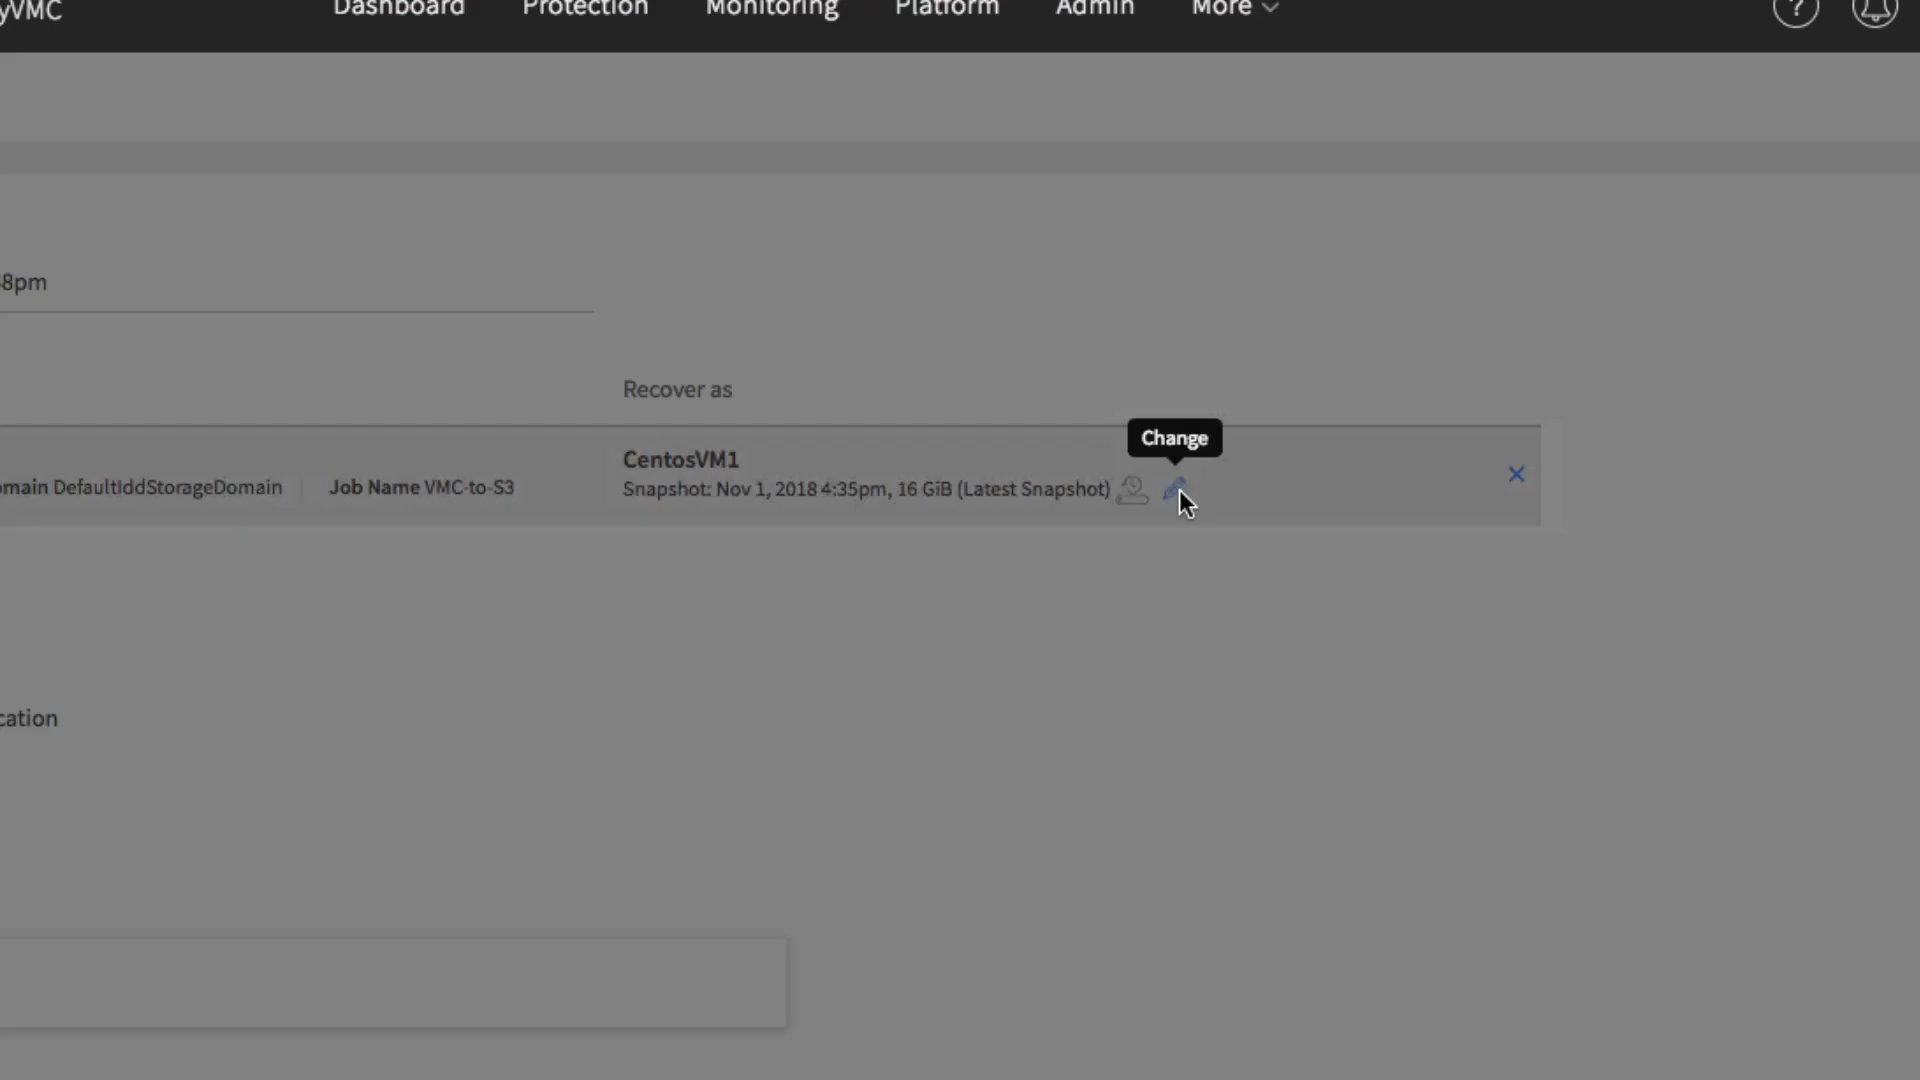 yVMC Dashboard Protection Monitoring Platform Admin More ?
8pm
Recover as
Change
CentosVM1
omain DefaultIddStorageDomain Job Name VMC-to-S3 Snapshot: Nov 1, 2018 4:35pm, 16 GiB (Latest Snapshot)
cation